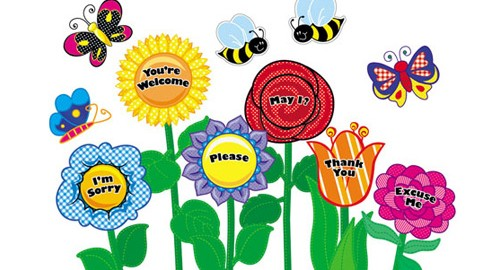 You're
Welcome
May I?
Please
Thank
You
I'm
Sorry
Excuse
Me